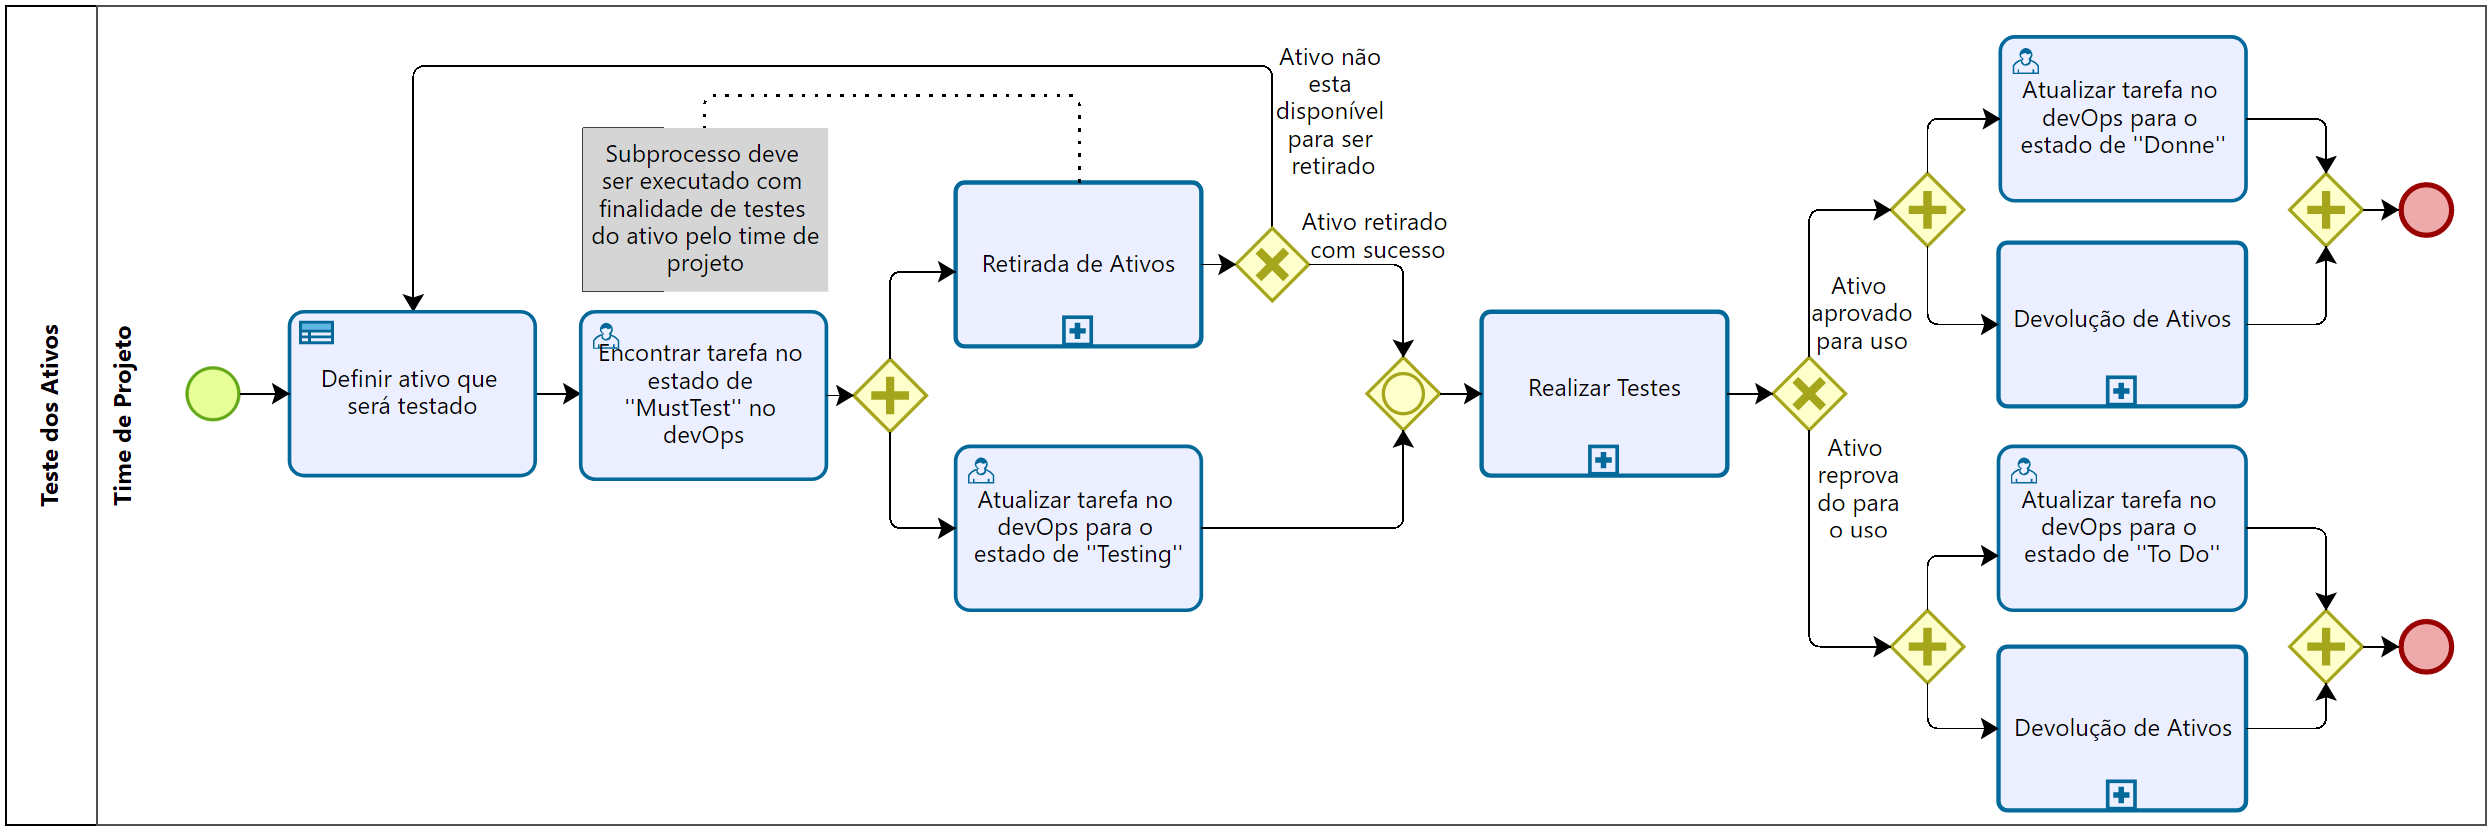 Teste dos Ativos
Time de Projeto
Definir ativo que
será testado
Subprocesso deve
ser executado com
finalidade de testes
do ativo pelo time de
projeto
Encontrar tarefa no
estado de
"MustTest" no
devOps
Retirada de Ativos
Atualizar tarefa no
devOps para o
estado de "Testing"
Ativo não
esta
disponível
para ser
retirado
Ativo retirado
com sucesso
Realizar Testes
Ativo
aprovado
para uso
Ativo
reprova
do para
o uso
Atualizar tarefa no
devOps para o
estado de "Donne"
Devolução de Ativos
Atualizar tarefa no
devOps para o
estado de "To Do"
Devolução de Ativos